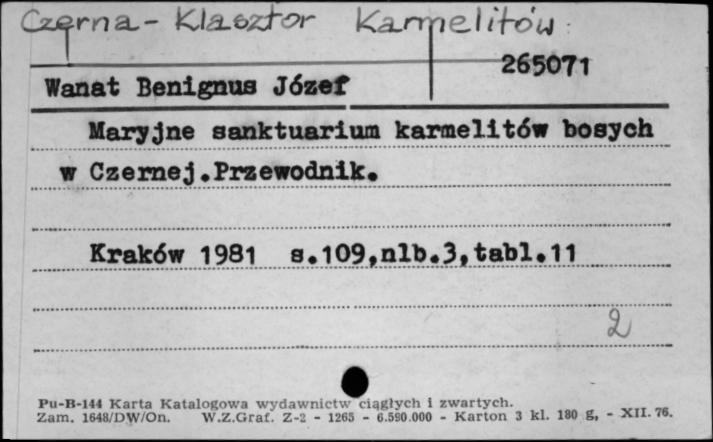 Czerna - Klasztor Karmelitów
265071
Wanat Benignus Józef
Maryjne sanktuarium karmelitów bosych
w Czernej.Przewodnik.
Kraków 1981 s.109,nlb.3,tabl.11
2
Pu-B-144 Karta Katalogowa wydawnictw ciągłych i zwartych.
Zam. 1648/DW/On. W.Z.Graf. Z-2 - 1265 - 6.590.000 - Karton 3 kl. 180 g, - XII. 76.